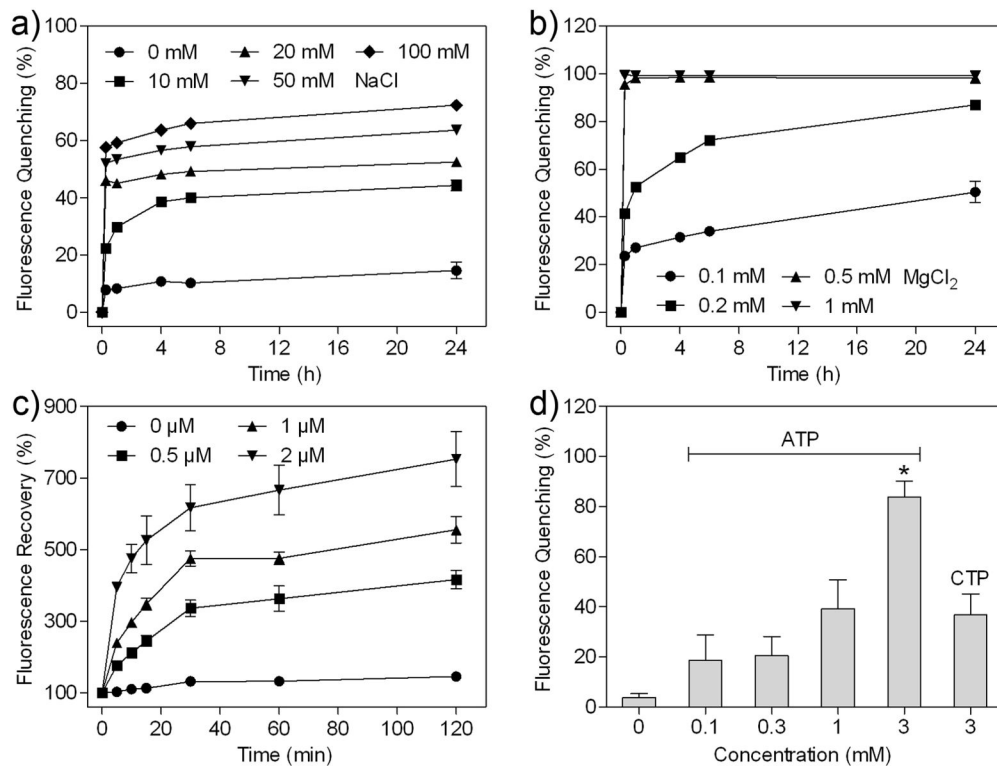 a)
0 mM 20 mM 100 mM
10 mM 50 mM NaCl
Fluorescence Quenching (%)
100
80
60
40
20
0
0 4 8 12 16 20 24
Time (h)
b)
0.1 mM 0.5 mM MgCl₂
0.2 mM 1 mM
Fluorescence Quenching (%)
120
100
80
60
40
20
0
0 4 8 12 16 20 24
Time (h)
c)
0 µM 1 µM
0.5 µM 2 µM
Fluorescence Recovery (%)
900
700
500
300
100
0 20 40 60 80 100 120
Time (min)
d)
ATP
*
CTP
Fluorescence Quenching (%)
120
100
80
60
40
20
0
0 0.1 0.3 1 3 3
Concentration (mM)